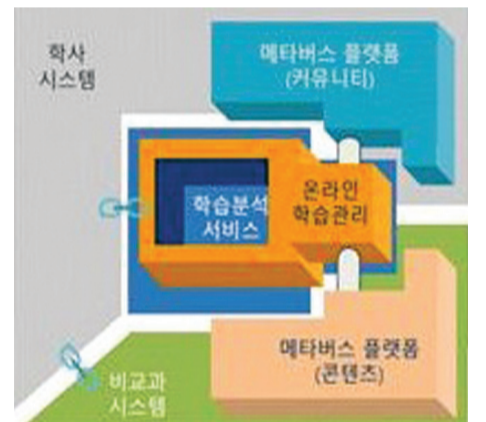 학사
시스템
메타버스 플랫폼
(커뮤니티)
학습분석
서비스
온라인
학습관리
메타버스 플랫폼
(콘텐츠)
비교과
시스템